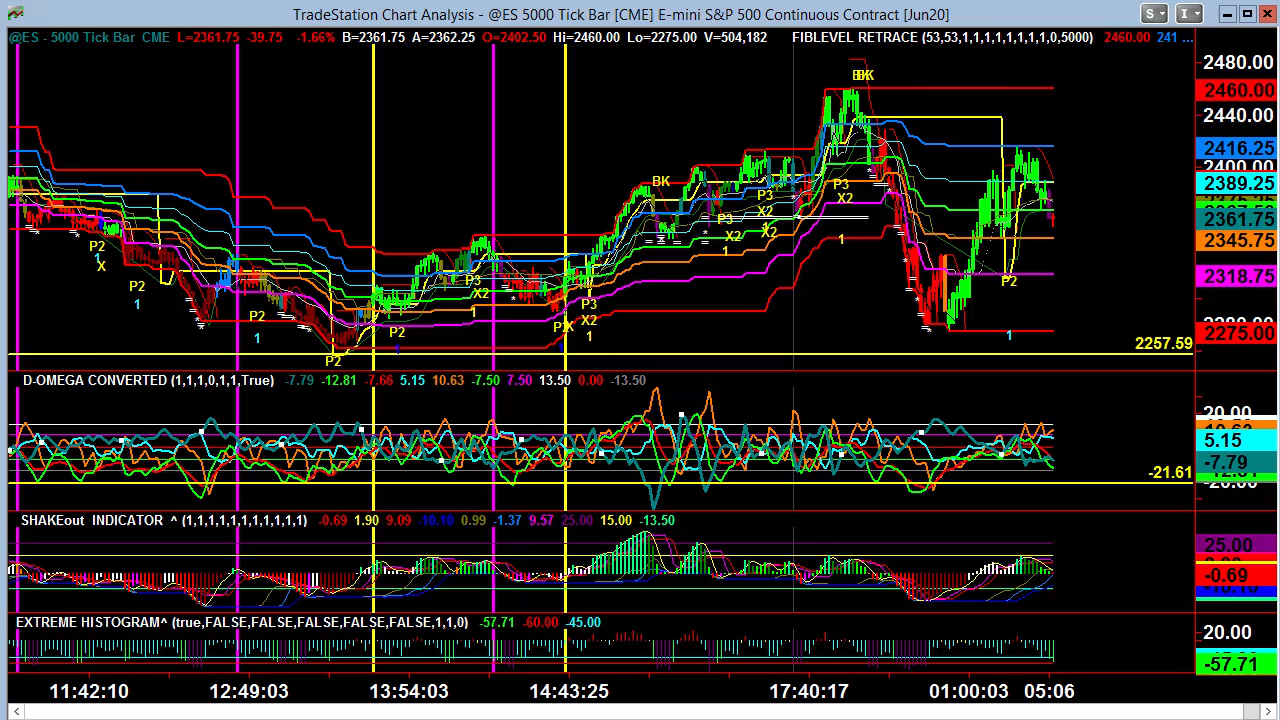 TradeStation Chart Analysis - @ES 5000 Tick Bar [CME] E-mini S&P 500 Continuous Contract [Jun20]
S I
@ES - 5000 Tick Bar CME L=2361.75 -39.75 -1.66% B=2361.75 A=2362.25 O=2402.50 Hi=2460.00 Lo=2275.00 V=504,182 FIBLEVEL RETRACE (53,53,1,1,1,1,1,1,1,1,0,5000) 2460.00 241 ...
2480.00
BK
2460.00
2440.00
2416.25
2400.00
BK P3 2389.25
P3 X2
X2
P3 2361.75
P2 X2 X2
1 2345.75
1 X 1
P2 P3 2318.75
1 X2 P3 P2
P2 1 X2
P2 P2 X 2275.00
1 1 1
1 2257.59
P2
D-OMEGA CONVERTED (1,1,1,0,1,1,True) -7.79 -12.81 -7.66 5.15 10.63 -7.50 7.50 13.50 0.00 -13.50
20.00
5.15
-7.79
-21.61
SHAKEout INDICATOR ^ (1,1,1,1,1,1,1,1,1,1,1) -0.69 1.90 9.09 -10.10 0.99 -1.37 9.57 25.00 15.00 -13.50
25.00
-0.69
EXTREME HISTOGRAM^ (true,FALSE,FALSE,FALSE,FALSE,FALSE,1,1,0) -57.71 -60.00 -45.00
20.00
-57.71
11:42:10 12:49:03 13:54:03 14:43:25 17:40:17 01:00:03 05:06